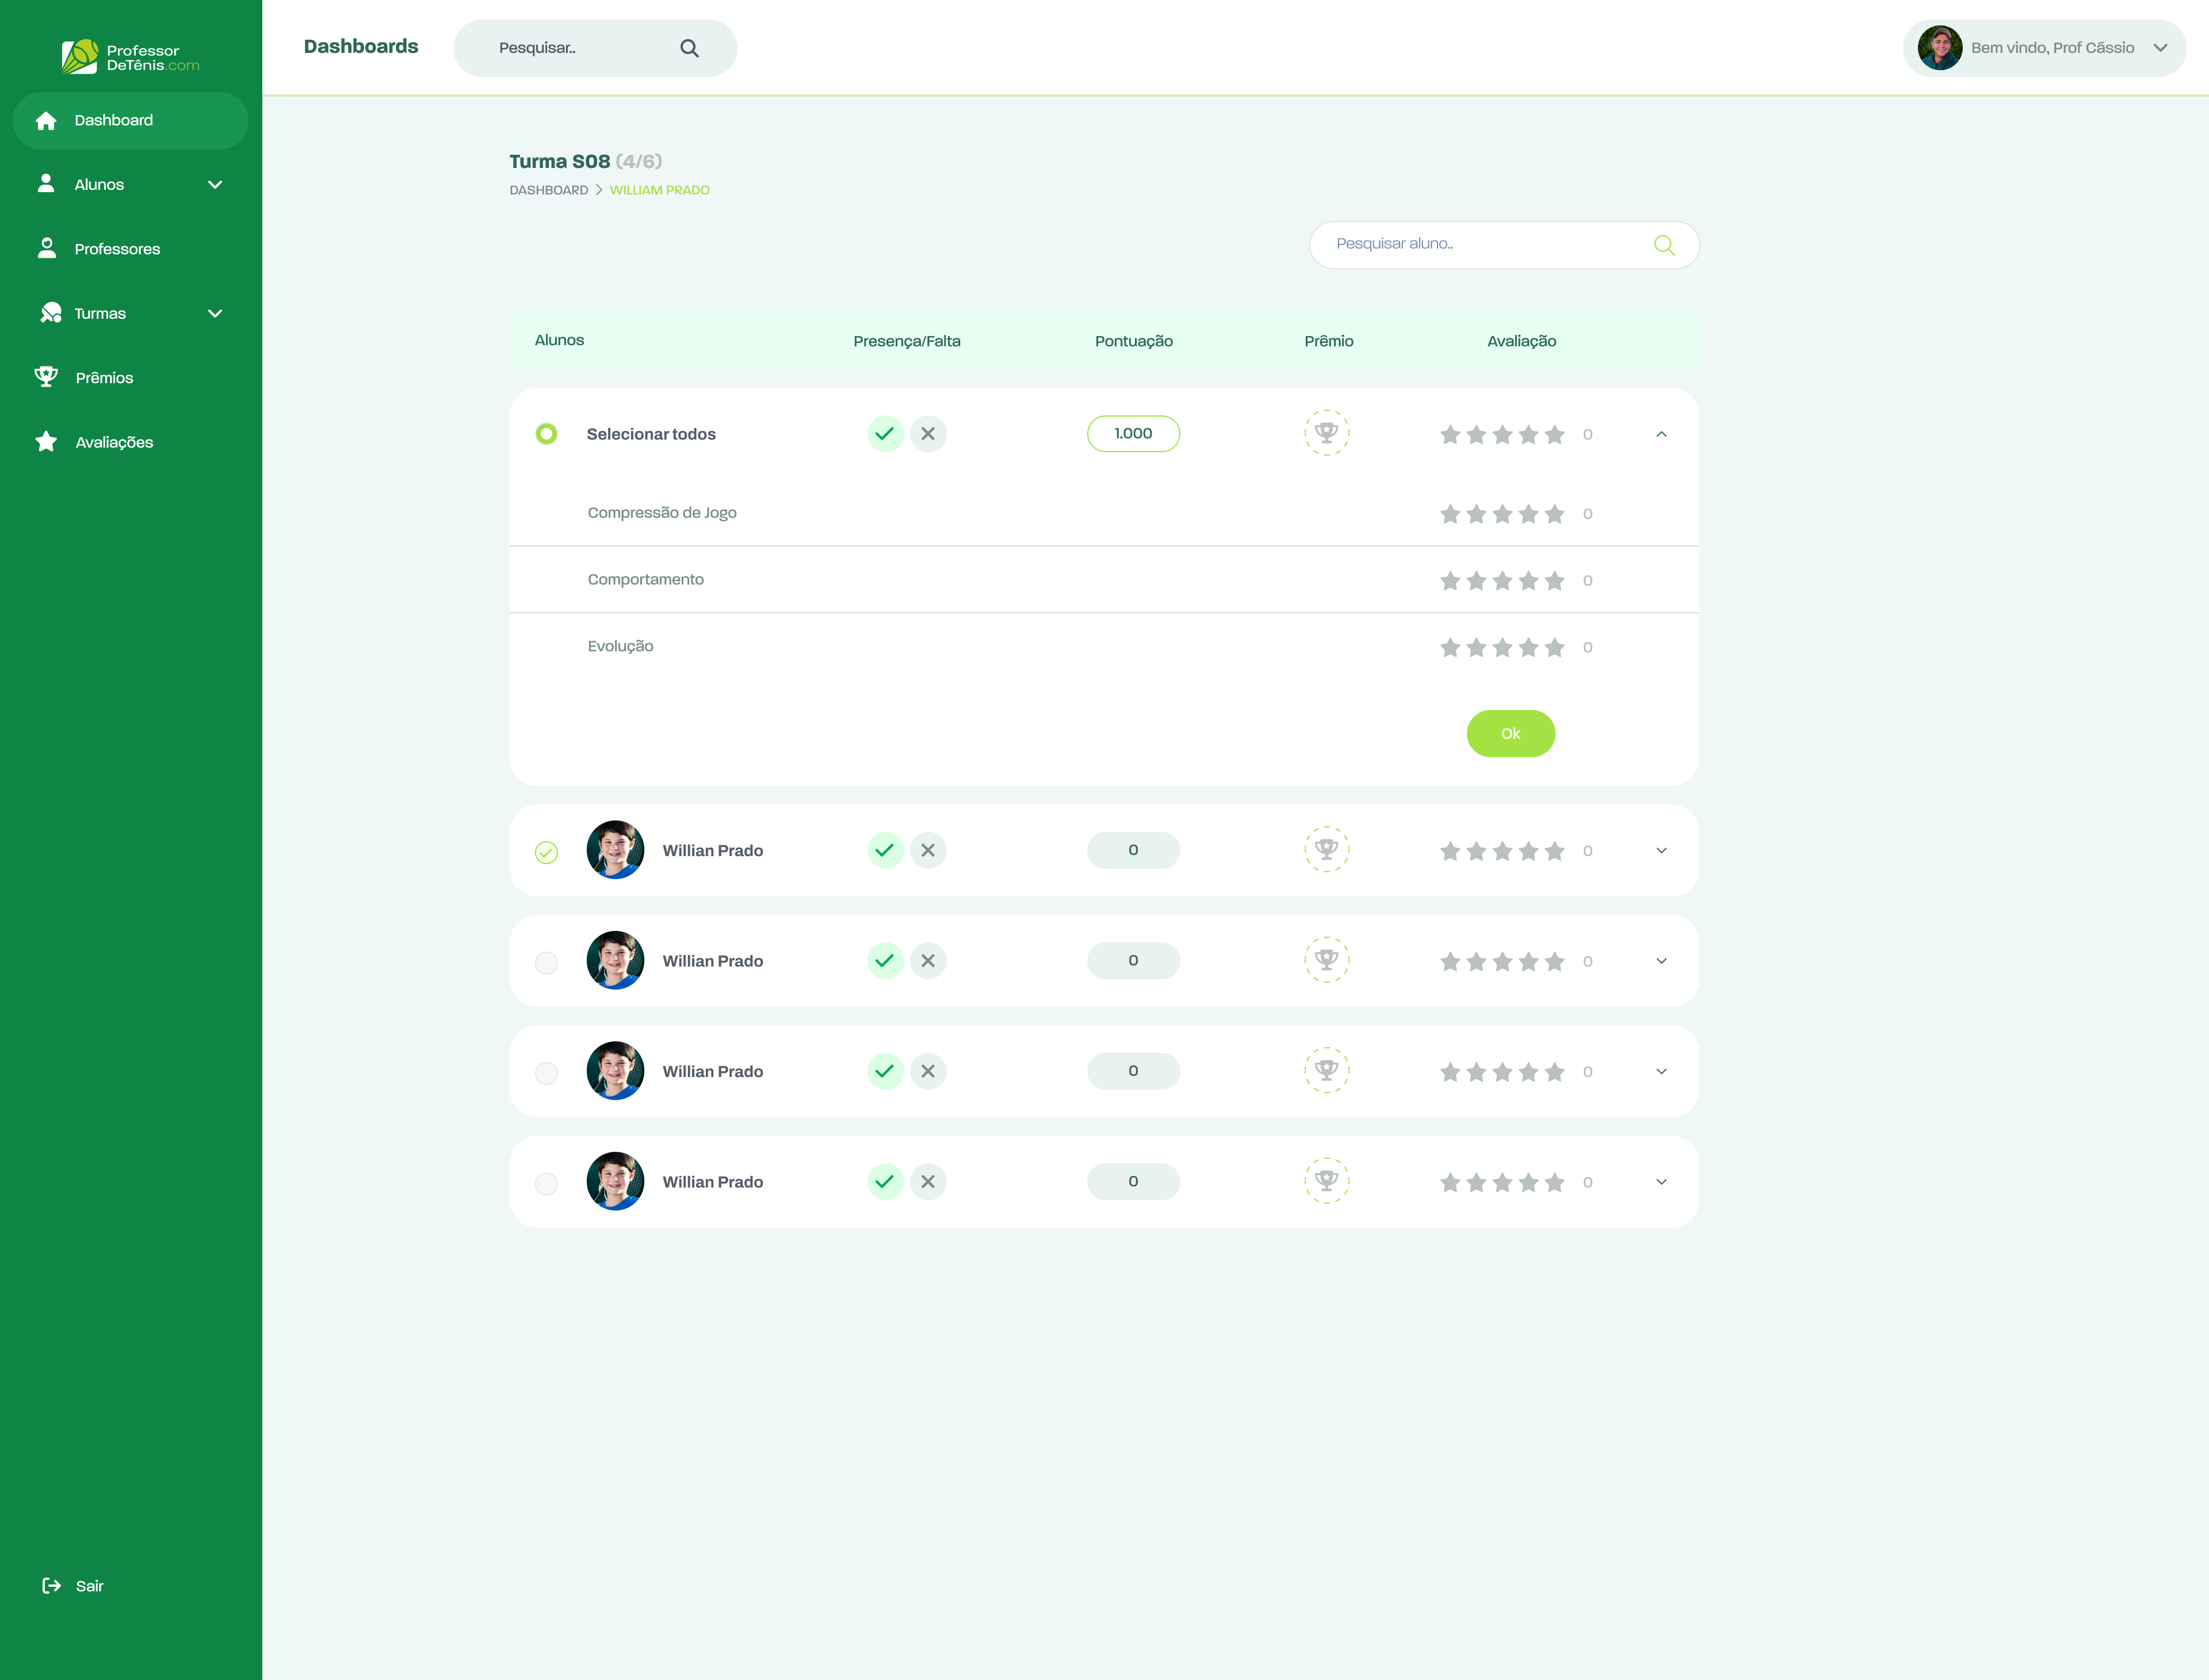 Professor
DeTênis.com
Dashboards
Pesquisar..
Bem vindo, Prof Cássio
Dashboard
Alunos
Professores
Turmas
Prêmios
Avaliações
Sair
Turma S08 (4/6)
DASHBOARD > WILLIAM PRADO
Pesquisar aluno..
Alunos Presença/Falta Pontuação Prêmio Avaliação
Selecionar todos 1.000 0
Compressão de Jogo 0
Comportamento 0
Evolução 0
Ok
Willian Prado 0 0
Willian Prado 0 0
Willian Prado 0 0
Willian Prado 0 0